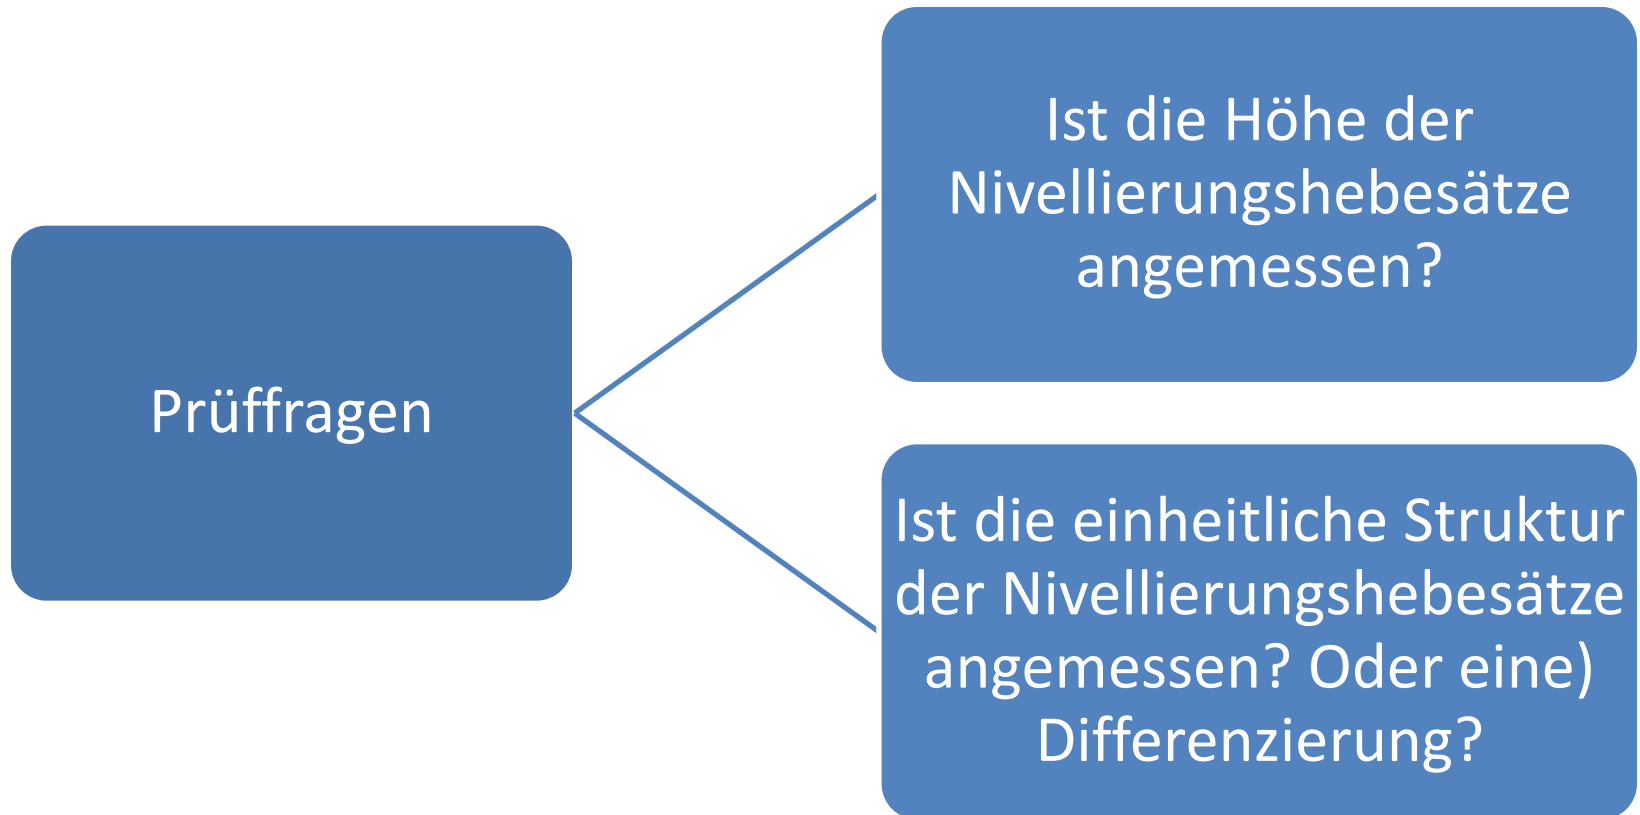 Prüffragen
Ist die Höhe der
Nivellierungshebesätze
angemessen?
Ist die einheitliche Struktur
der Nivellierungshebesätze
angemessen? Oder eine)
Differenzierung?